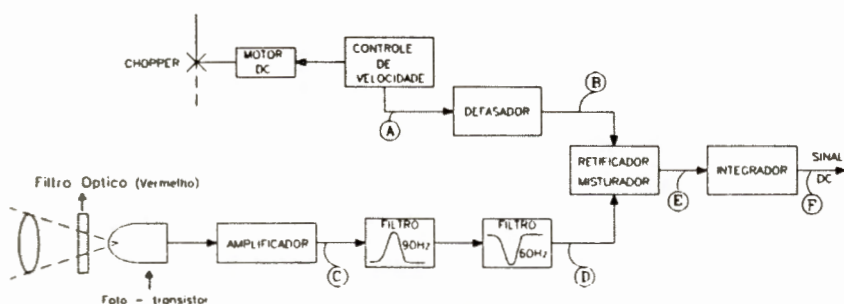 CHOPPER
MOTOR
DC
CONTROLE
DE
VELOCIDADE
A
DEFASADOR
B
RETIFICADOR
MISTURADOR
E
INTEGRADOR
SINAL
DC
F
Filtro Optico (Vermelho)
AMPLIFICADOR
C
FILTRO
90Hz
FILTRO
60Hz
D
Foto - transistor